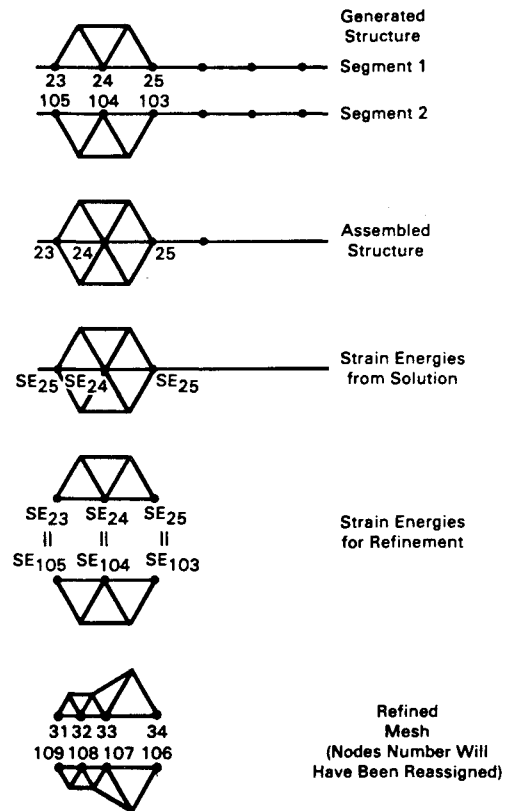 Generated
Structure
23 24 25 Segment 1
105 104 103 Segment 2
23 24 25
Assembled
Structure
SE25 SE24 SE25
Strain Energies
from Solution
SE23 SE24 SE25
= = =
SE105 SE104 SE103
Strain Energies
for Refinement
31 32 33 34
109 108 107 106
Refined
Mesh
(Nodes Number Will
Have Been Reassigned)